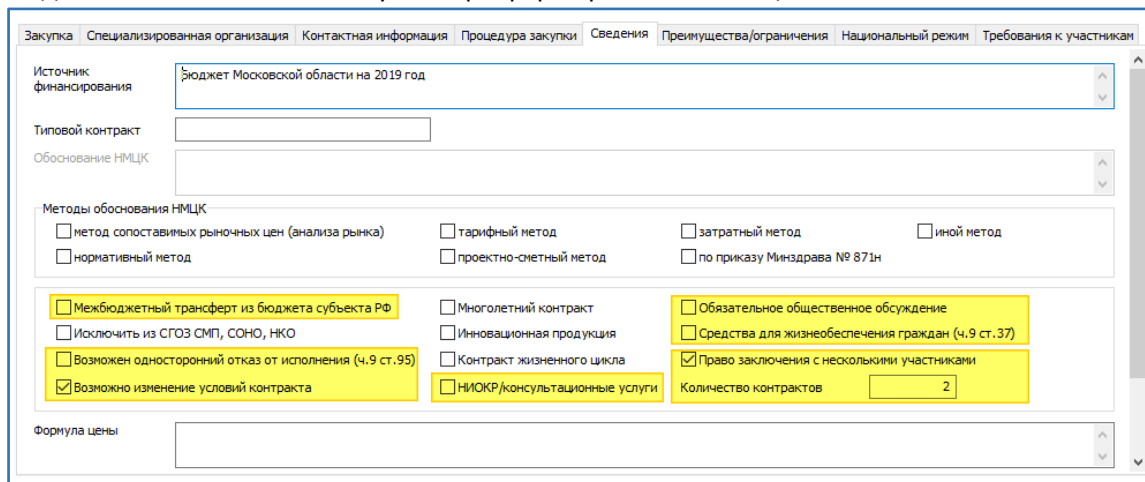 Закупка Специализированная организация Контактная информация Процедура закупки Сведения Преимущества/ограничения Национальный режим Требования к участникам
Источник финансирования
Бюджет Московской области на 2019 год
Типовой контракт
Обоснование НМЦК
Методы обоснования НМЦК
метод сопоставимых рыночных цен (анализа рынка) тарифный метод затратный метод иной метод
нормативный метод проектно-сметный метод по приказу Минздрава № 871н
Межбюджетный трансферт из бюджета субъекта РФ Многолетний контракт Обязательное общественное обсуждение
Исключить из СГОЗ СМП, СОНО, НКО Инновационная продукция Средства для жизнеобеспечения граждан (ч.9 ст.37)
Возможен односторонний отказ от исполнения (ч.9 ст.95) Контракт жизненного цикла Право заключения с несколькими участниками
Возможно изменение условий контракта НИОКР/консультационные услуги Количество контрактов 2
Формула цены